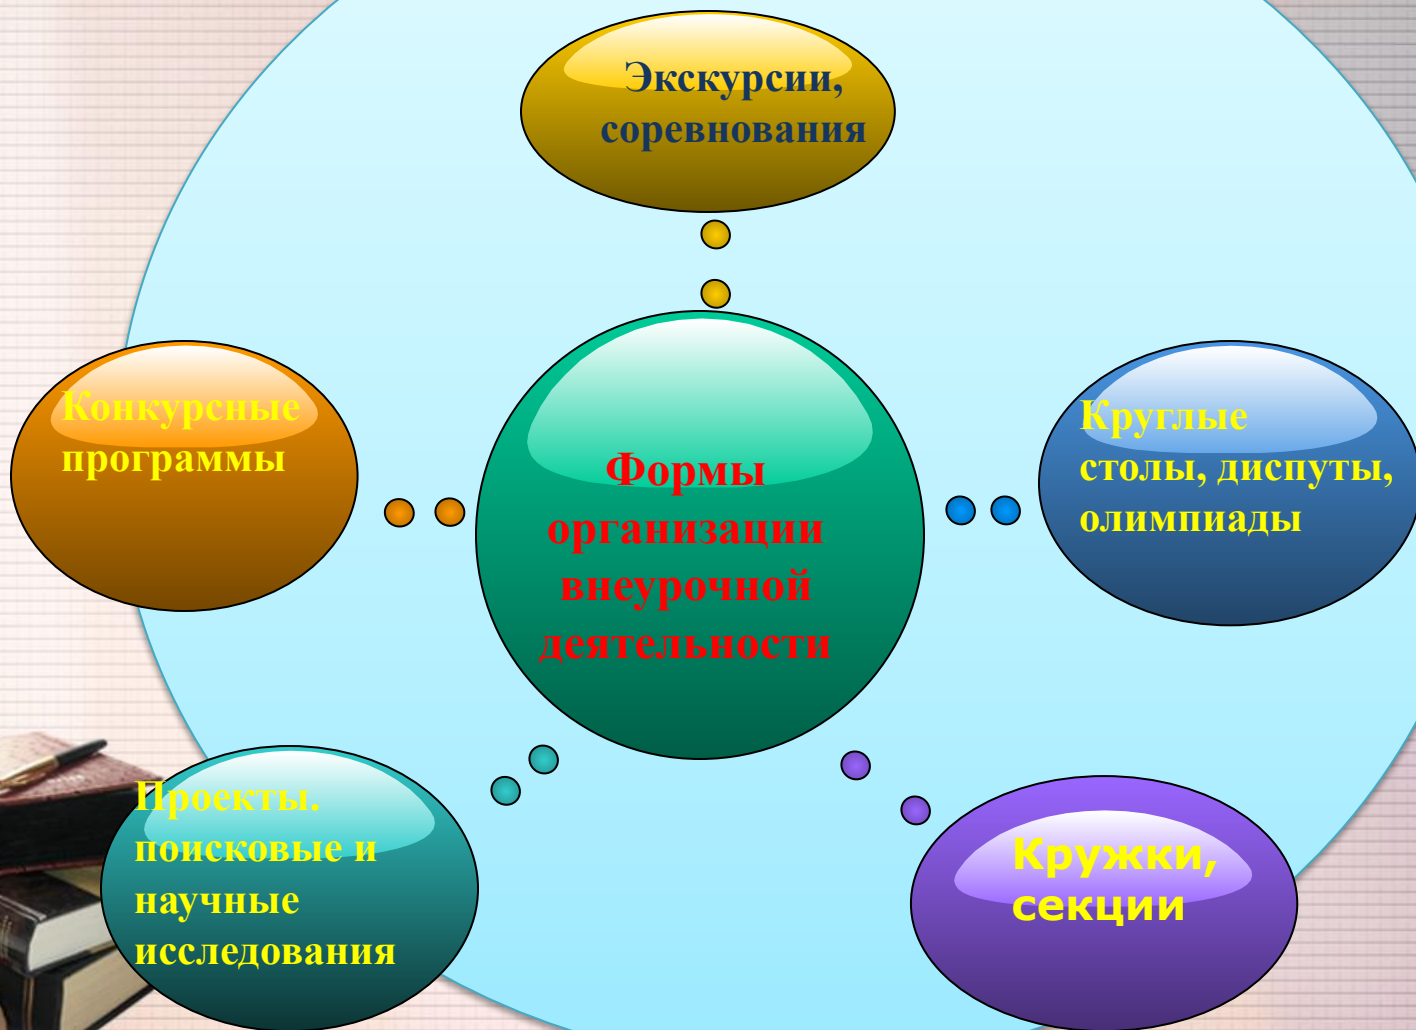 Экскурсии,
соревнования
Конкурсные
программы
Формы
организации
внеурочной
деятельности
Круглые
столы, диспуты,
олимпиады
Проекты.
поисковые и
научные
исследования
Кружки,
секции